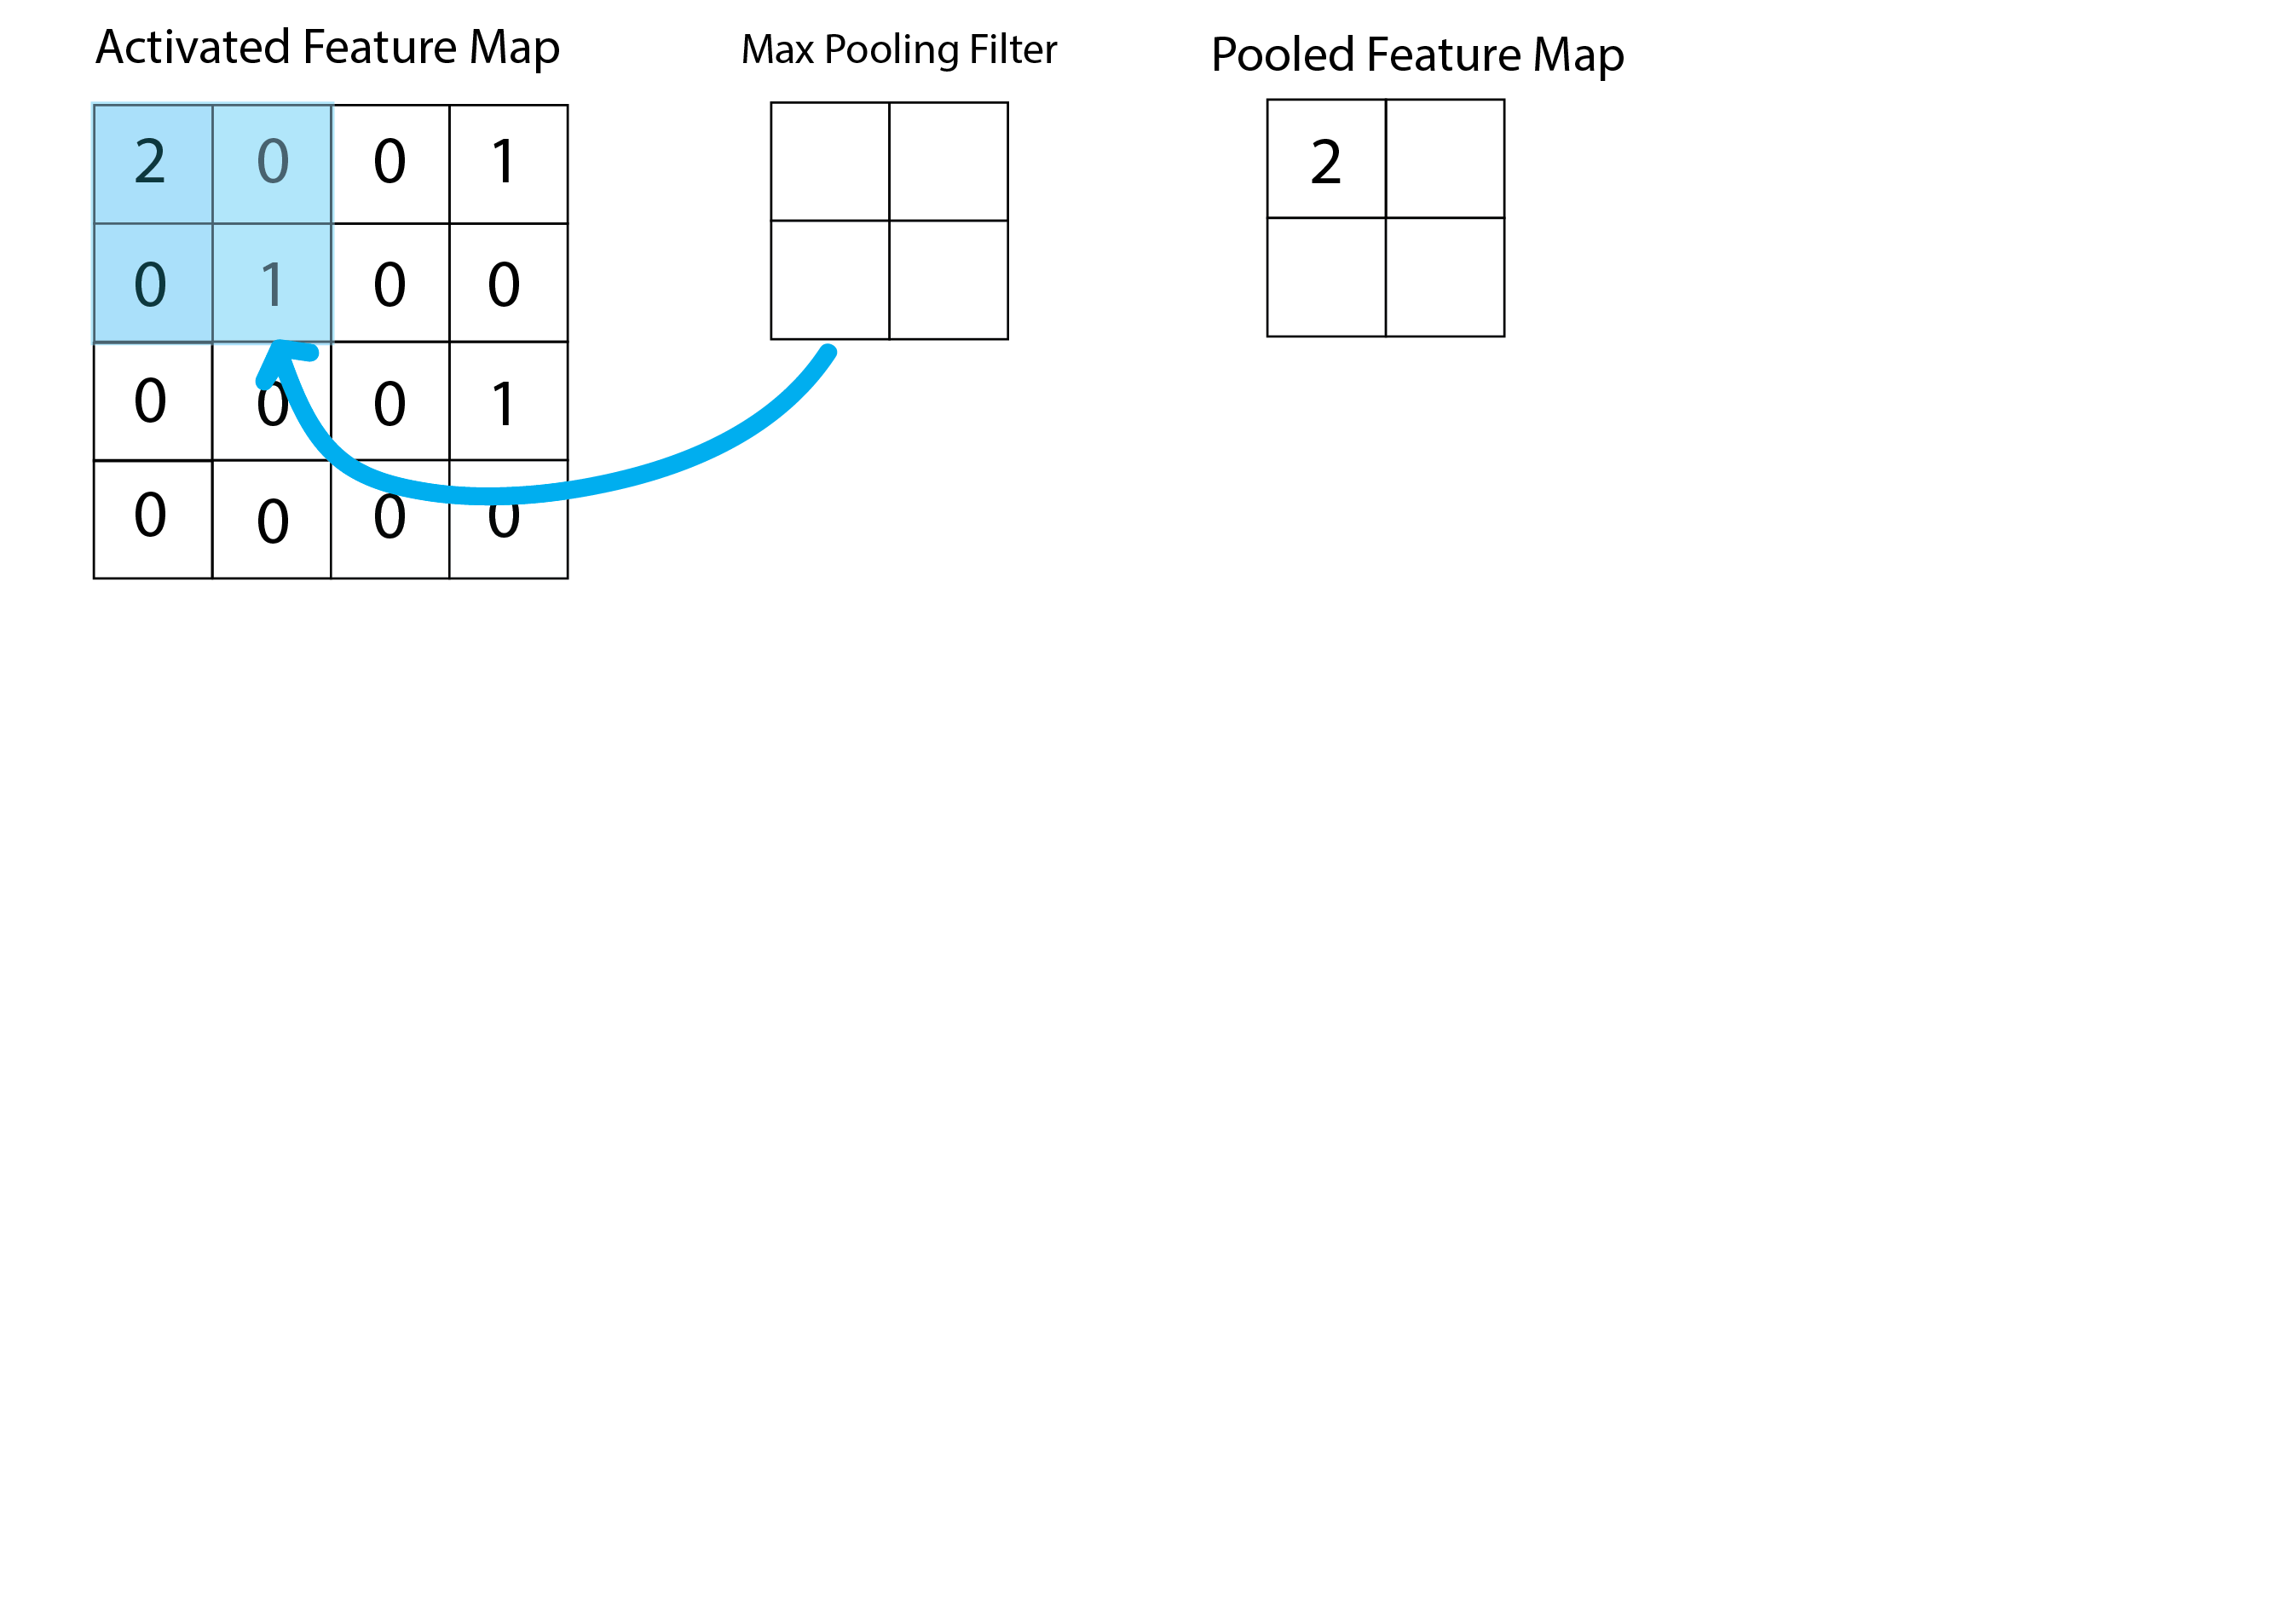 Activated Feature Map
Max Pooling Filter
Pooled Feature Map
2 0 0 1
0 1 0 0
0 0 0 1
0 0 0 0
2